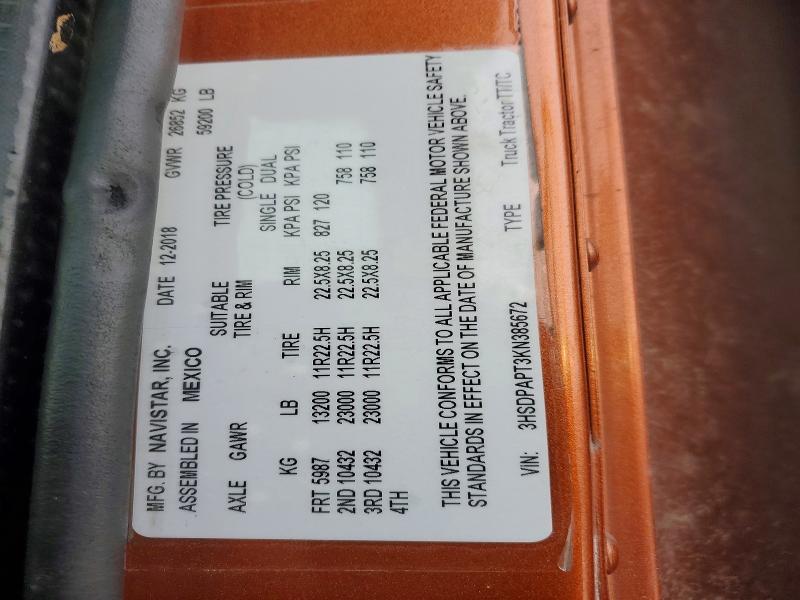 MFG. BY NAVISTAR, INC. DATE 12-2018 GVWR 26852 KG
ASSEMBLED IN MEXICO 59200 LB
SUITABLE TIRE PRESSURE
AXLE GAWR TIRE & RIM (COLD)
SINGLE DUAL
KG LB TIRE RIM KPA PSI KPA PSI
FRT 5987 13200 11R22.5H 22.5X8.25 827 120
2ND 10432 23000 11R22.5H 22.5X8.25 758 110
3RD 10432 23000 11R22.5H 22.5X8.25 758 110
4TH
THIS VEHICLE CONFORMS TO ALL APPLICABLE FEDERAL MOTOR VEHICLE SAFETY
STANDARDS IN EFFECT ON THE DATE OF MANUFACTURE SHOWN ABOVE.
VIN: 3HSDPAPT3KN385672 TYPE Truck Tractor TT/TC